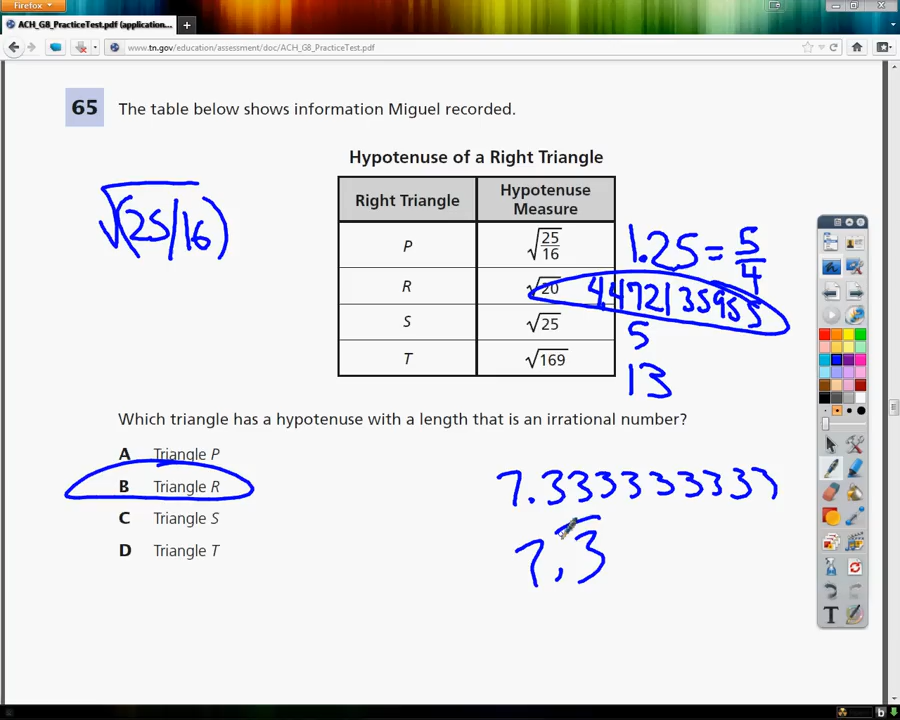 Firefox
ACH_G8_PracticeTest.pdf (application...
www.tn.gov/education/assessment/doc/ACH_G8_PracticeTest.pdf
65 The table below shows information Miguel recorded.
Hypotenuse of a Right Triangle
Right Triangle Hypotenuse Measure
P √25/16
R √20
S √25
T √169
√(25/16)
1.25 = 5/4
4.472135955
5
13
Which triangle has a hypotenuse with a length that is an irrational number?
A Triangle P
B Triangle R
C Triangle S
D Triangle T
7.333333333
7.3̅